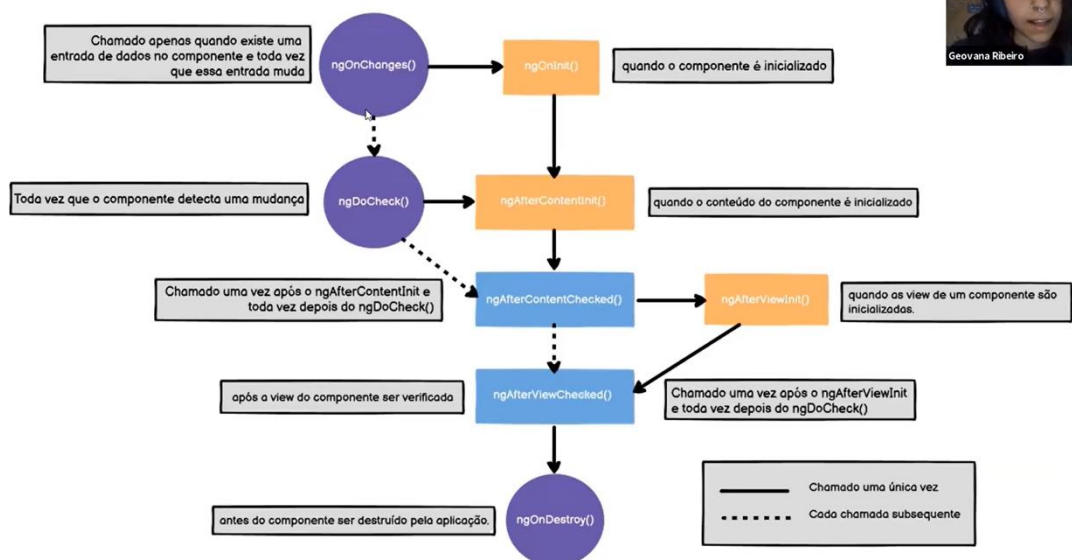 Chamado apenas quando existe uma
entrada de dados no componente e toda vez
que essa entrada muda
ngOnChanges()
ngOnInit()
quando o componente é inicializado
Geovana Ribeiro
Toda vez que o componente detecta uma mudança
ngDoCheck()
ngAfterContentInit()
quando o conteúdo do componente é inicializado
Chamado uma vez após o ngAfterContentInit e
toda vez depois do ngDoCheck()
ngAfterContentChecked()
ngAfterViewInit()
quando as view de um componente são
inicializadas.
após a view do componente ser verificada
ngAfterViewChecked()
Chamado uma vez após o ngAfterViewInit
e toda vez depois do ngDoCheck()
antes do componente ser destruído pela aplicação.
ngOnDestroy()
Chamado uma única vez
Cada chamada subsequente